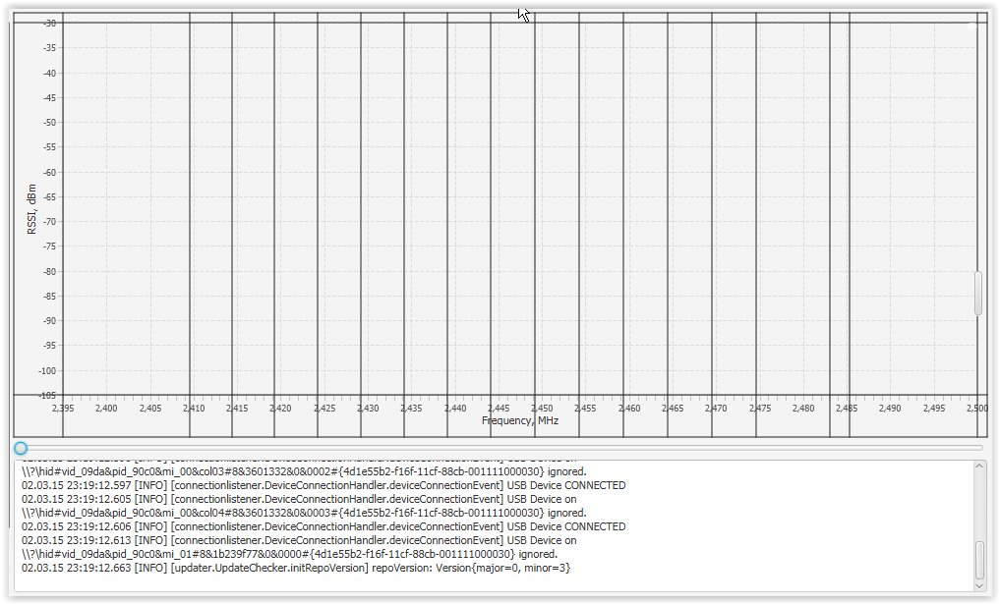 -30
-35
-40
-45
-50
-55
-60
-65
-70
-75
-80
-85
-90
-95
-100
-105
RSSI, dBm
2,395 2,400 2,405 2,410 2,415 2,420 2,425 2,430 2,435 2,440 2,445 2,450 2,455 2,460 2,465 2,470 2,475 2,480 2,485 2,490 2,495 2,500
Frequency, MHz
\\?\hid#vid_09da&pid_90c0&mi_00&col03#8&3601332&0&0002#{4d1e55b2-f16f-11cf-88cb-001111000030} ignored.
02.03.15 23:19:12.597 [INFO] [connectionlistener.DeviceConnectionHandler.deviceConnectionEvent] USB Device CONNECTED
02.03.15 23:19:12.605 [INFO] [connectionlistener.DeviceConnectionHandler.deviceConnectionEvent] USB Device on
\\?\hid#vid_09da&pid_90c0&mi_00&col04#8&3601332&0&0003#{4d1e55b2-f16f-11cf-88cb-001111000030} ignored.
02.03.15 23:19:12.606 [INFO] [connectionlistener.DeviceConnectionHandler.deviceConnectionEvent] USB Device CONNECTED
02.03.15 23:19:12.613 [INFO] [connectionlistener.DeviceConnectionHandler.deviceConnectionEvent] USB Device on
\\?\hid#vid_09da&pid_90c0&mi_01#8&1b239f77&0&0000#{4d1e55b2-f16f-11cf-88cb-001111000030} ignored.
02.03.15 23:19:12.663 [INFO] [updater.UpdateChecker.initRepoVersion] repoVersion: Version{major=0, minor=3}